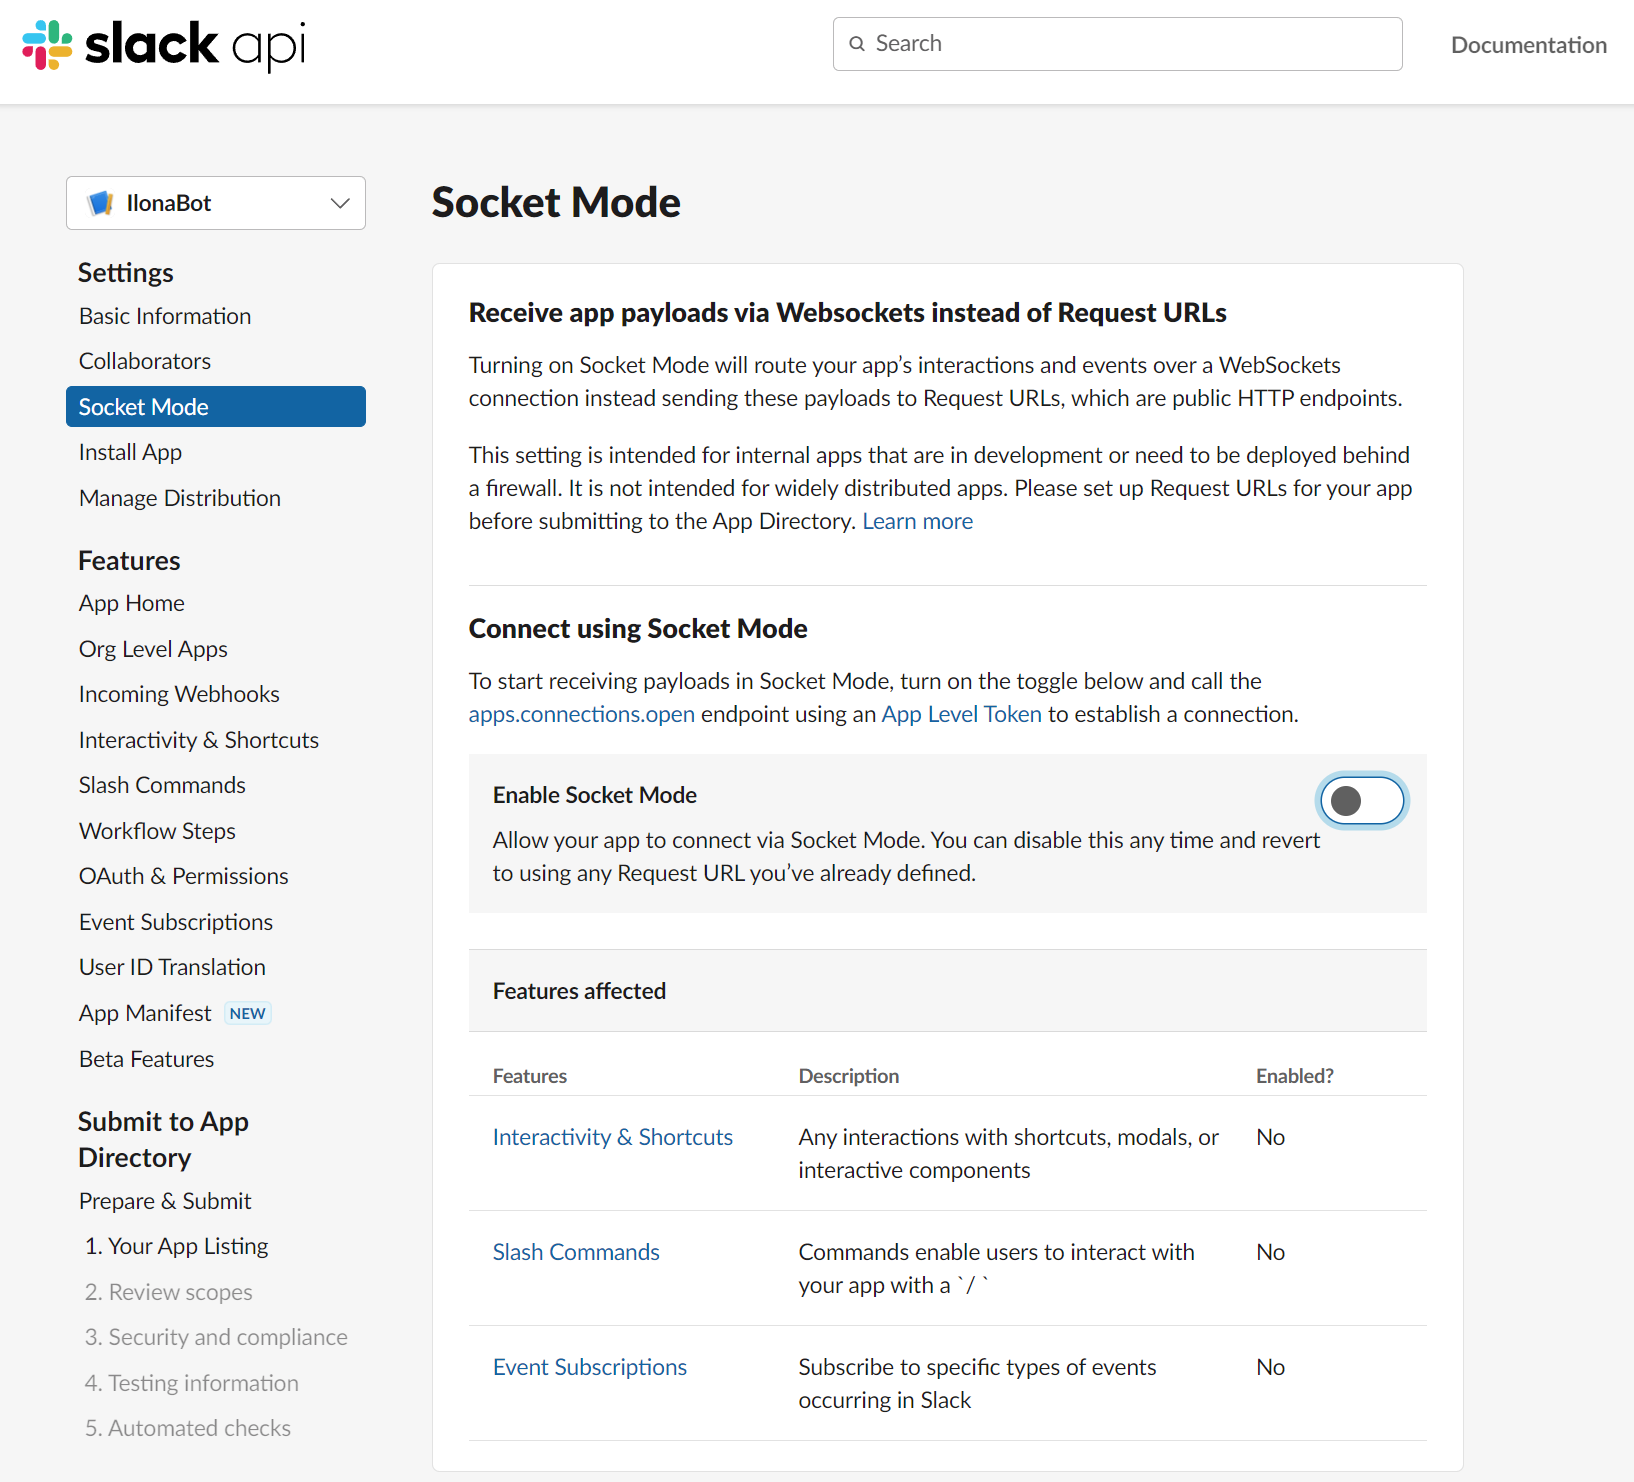 slack api
Search
Documentation
IlonaBot
Settings
Basic Information
Collaborators
Socket Mode
Install App
Manage Distribution
Features
App Home
Org Level Apps
Incoming Webhooks
Interactivity & Shortcuts
Slash Commands
Workflow Steps
OAuth & Permissions
Event Subscriptions
User ID Translation
App Manifest NEW
Beta Features
Submit to App
Directory
Prepare & Submit
1. Your App Listing
2. Review scopes
3. Security and compliance
4. Testing information
5. Automated checks
Socket Mode
Receive app payloads via Websockets instead of Request URLs
Turning on Socket Mode will route your app’s interactions and events over a WebSockets
connection instead sending these payloads to Request URLs, which are public HTTP endpoints.
This setting is intended for internal apps that are in development or need to be deployed behind
a firewall. It is not intended for widely distributed apps. Please set up Request URLs for your app
before submitting to the App Directory. Learn more
Connect using Socket Mode
To start receiving payloads in Socket Mode, turn on the toggle below and call the
apps.connections.open endpoint using an App Level Token to establish a connection.
Enable Socket Mode
Allow your app to connect via Socket Mode. You can disable this any time and revert
to using any Request URL you’ve already defined.
Features affected
Features Description Enabled?
Interactivity & Shortcuts Any interactions with shortcuts, modals, or No
interactive components
Slash Commands Commands enable users to interact with No
your app with a `/ `
Event Subscriptions Subscribe to specific types of events No
occurring in Slack